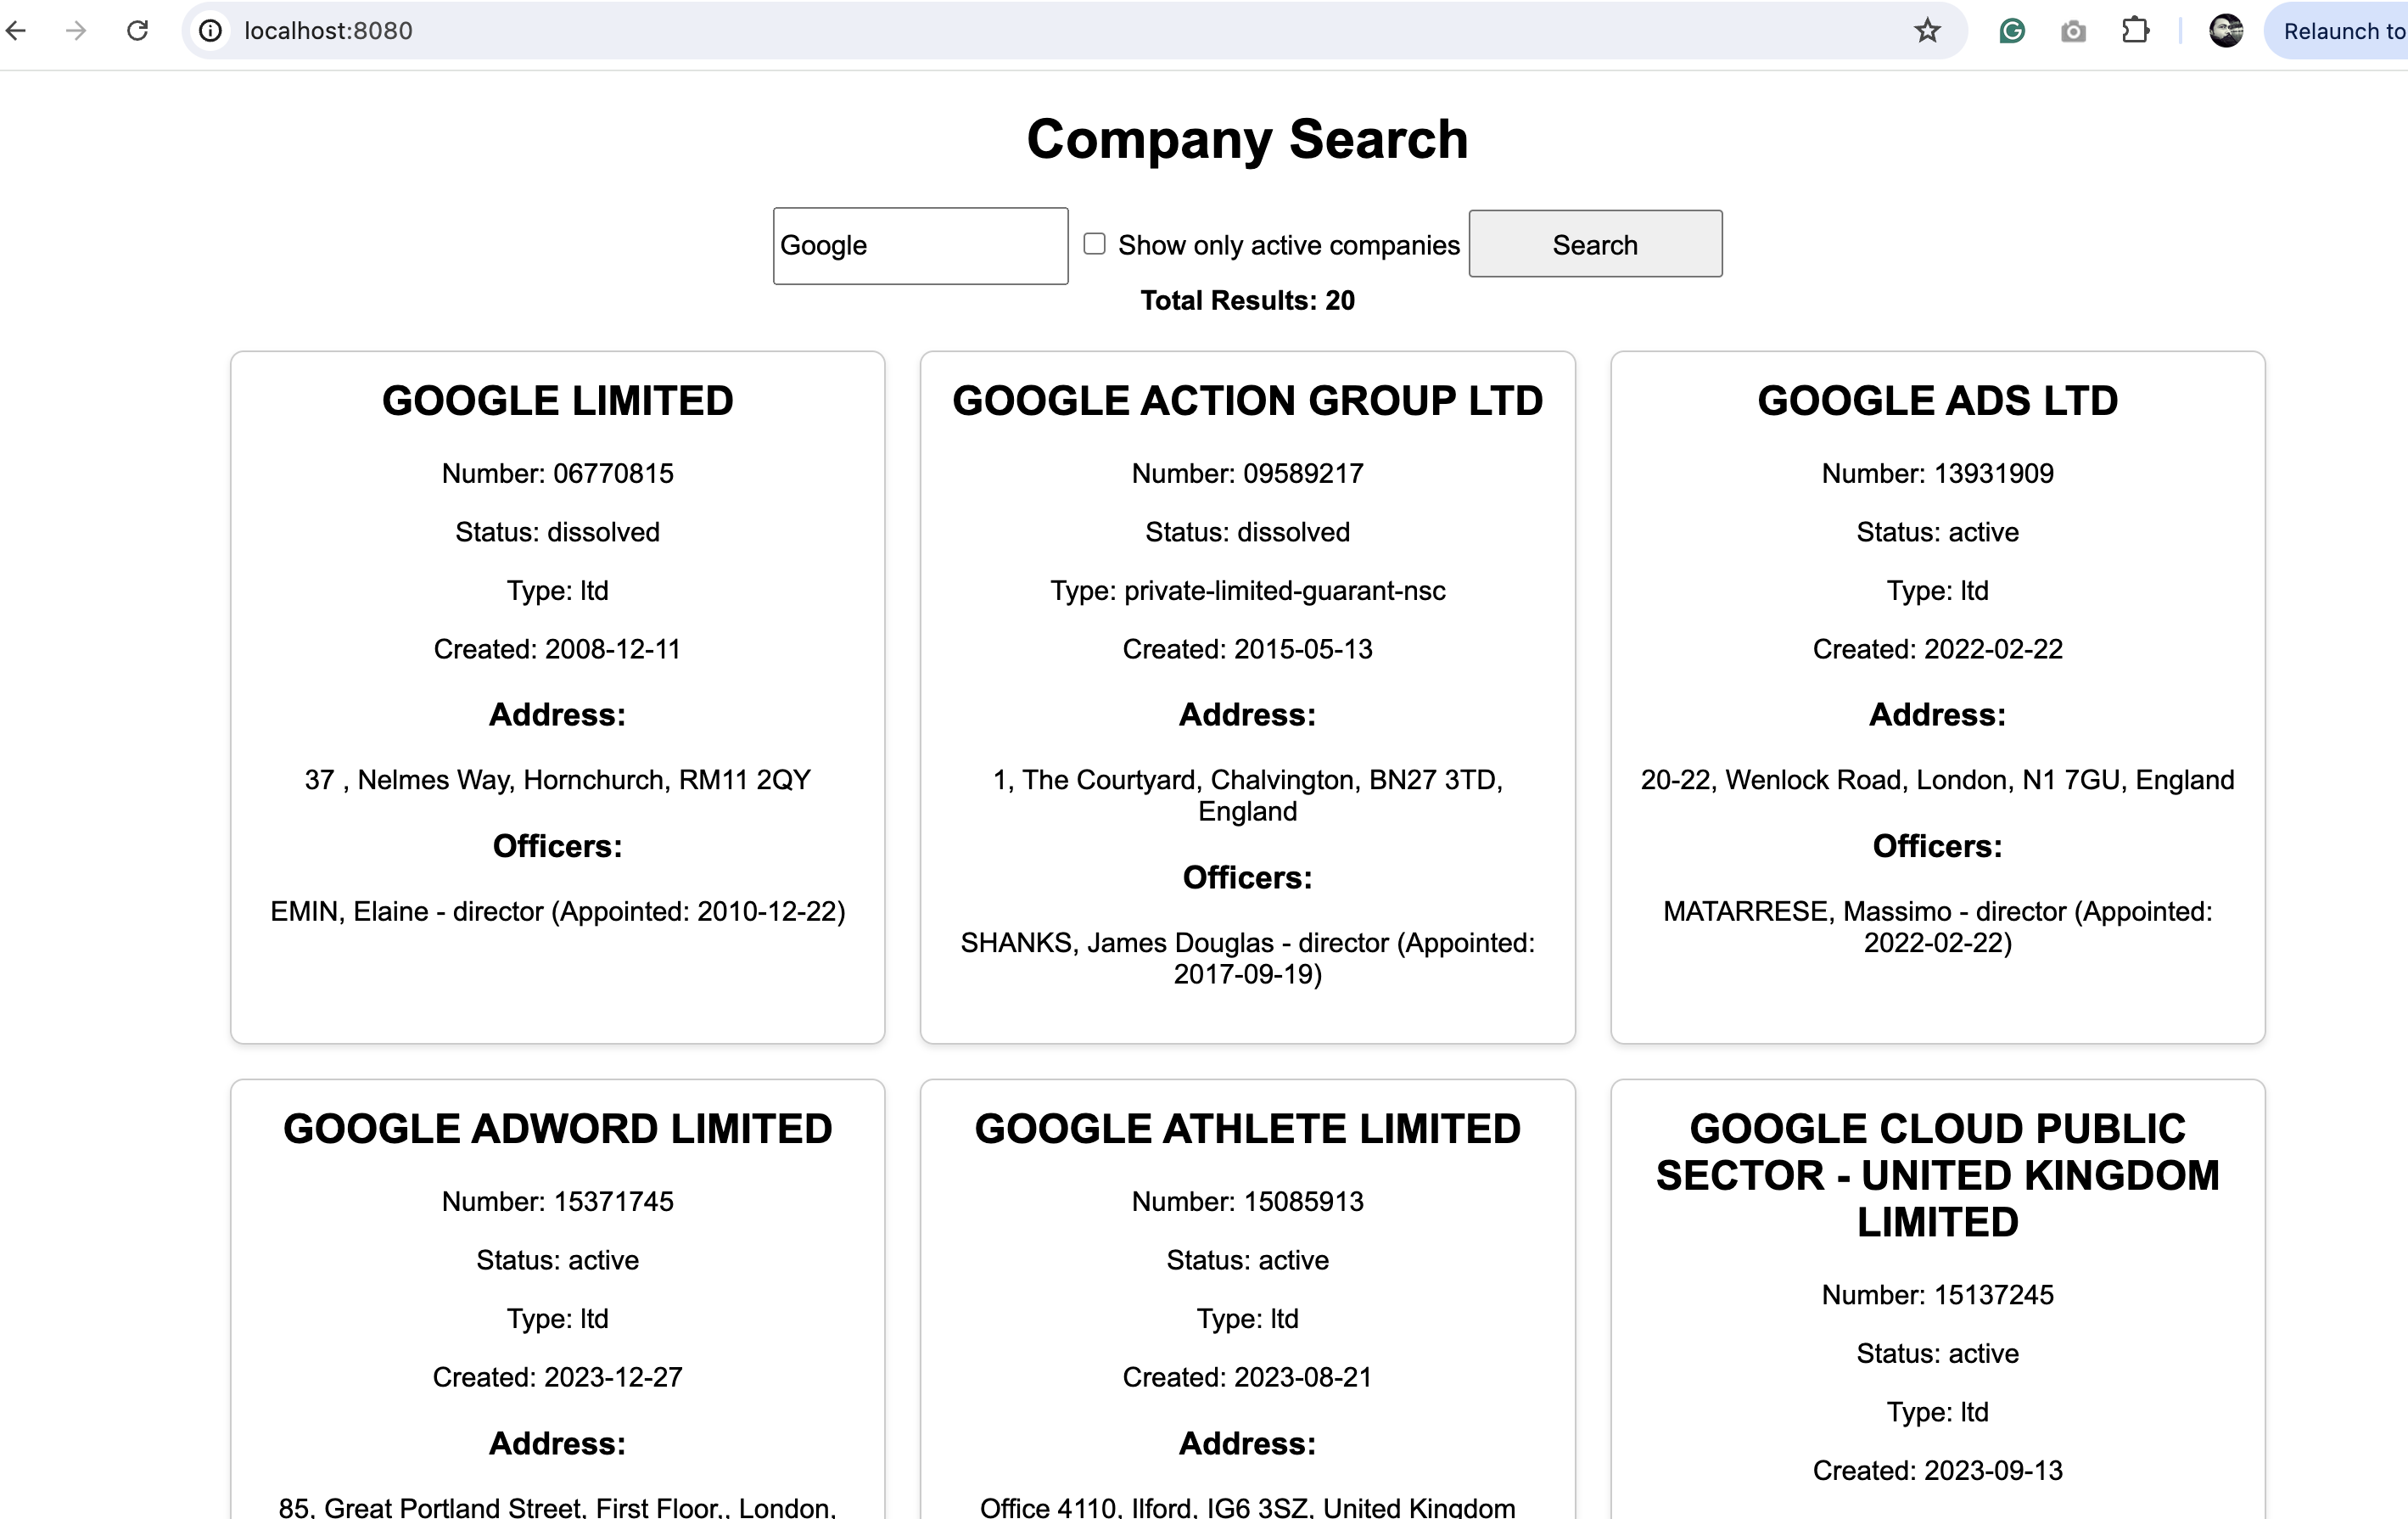 localhost:8080
Relaunch to
Company Search
Google
Show only active companies
Search
Total Results: 20
GOOGLE LIMITED
Number: 06770815
Status: dissolved
Type: ltd
Created: 2008-12-11
Address:
37 , Nelmes Way, Hornchurch, RM11 2QY
Officers:
EMIN, Elaine - director (Appointed: 2010-12-22)
GOOGLE ACTION GROUP LTD
Number: 09589217
Status: dissolved
Type: private-limited-guarant-nsc
Created: 2015-05-13
Address:
1, The Courtyard, Chalvington, BN27 3TD,
England
Officers:
SHANKS, James Douglas - director (Appointed:
2017-09-19)
GOOGLE ADS LTD
Number: 13931909
Status: active
Type: ltd
Created: 2022-02-22
Address:
20-22, Wenlock Road, London, N1 7GU, England
Officers:
MATARRESE, Massimo - director (Appointed:
2022-02-22)
GOOGLE ADWORD LIMITED
Number: 15371745
Status: active
Type: ltd
Created: 2023-12-27
Address:
85, Great Portland Street, First Floor,, London,
GOOGLE ATHLETE LIMITED
Number: 15085913
Status: active
Type: ltd
Created: 2023-08-21
Address:
Office 4110, Ilford, IG6 3SZ, United Kingdom
GOOGLE CLOUD PUBLIC
SECTOR - UNITED KINGDOM
LIMITED
Number: 15137245
Status: active
Type: ltd
Created: 2023-09-13